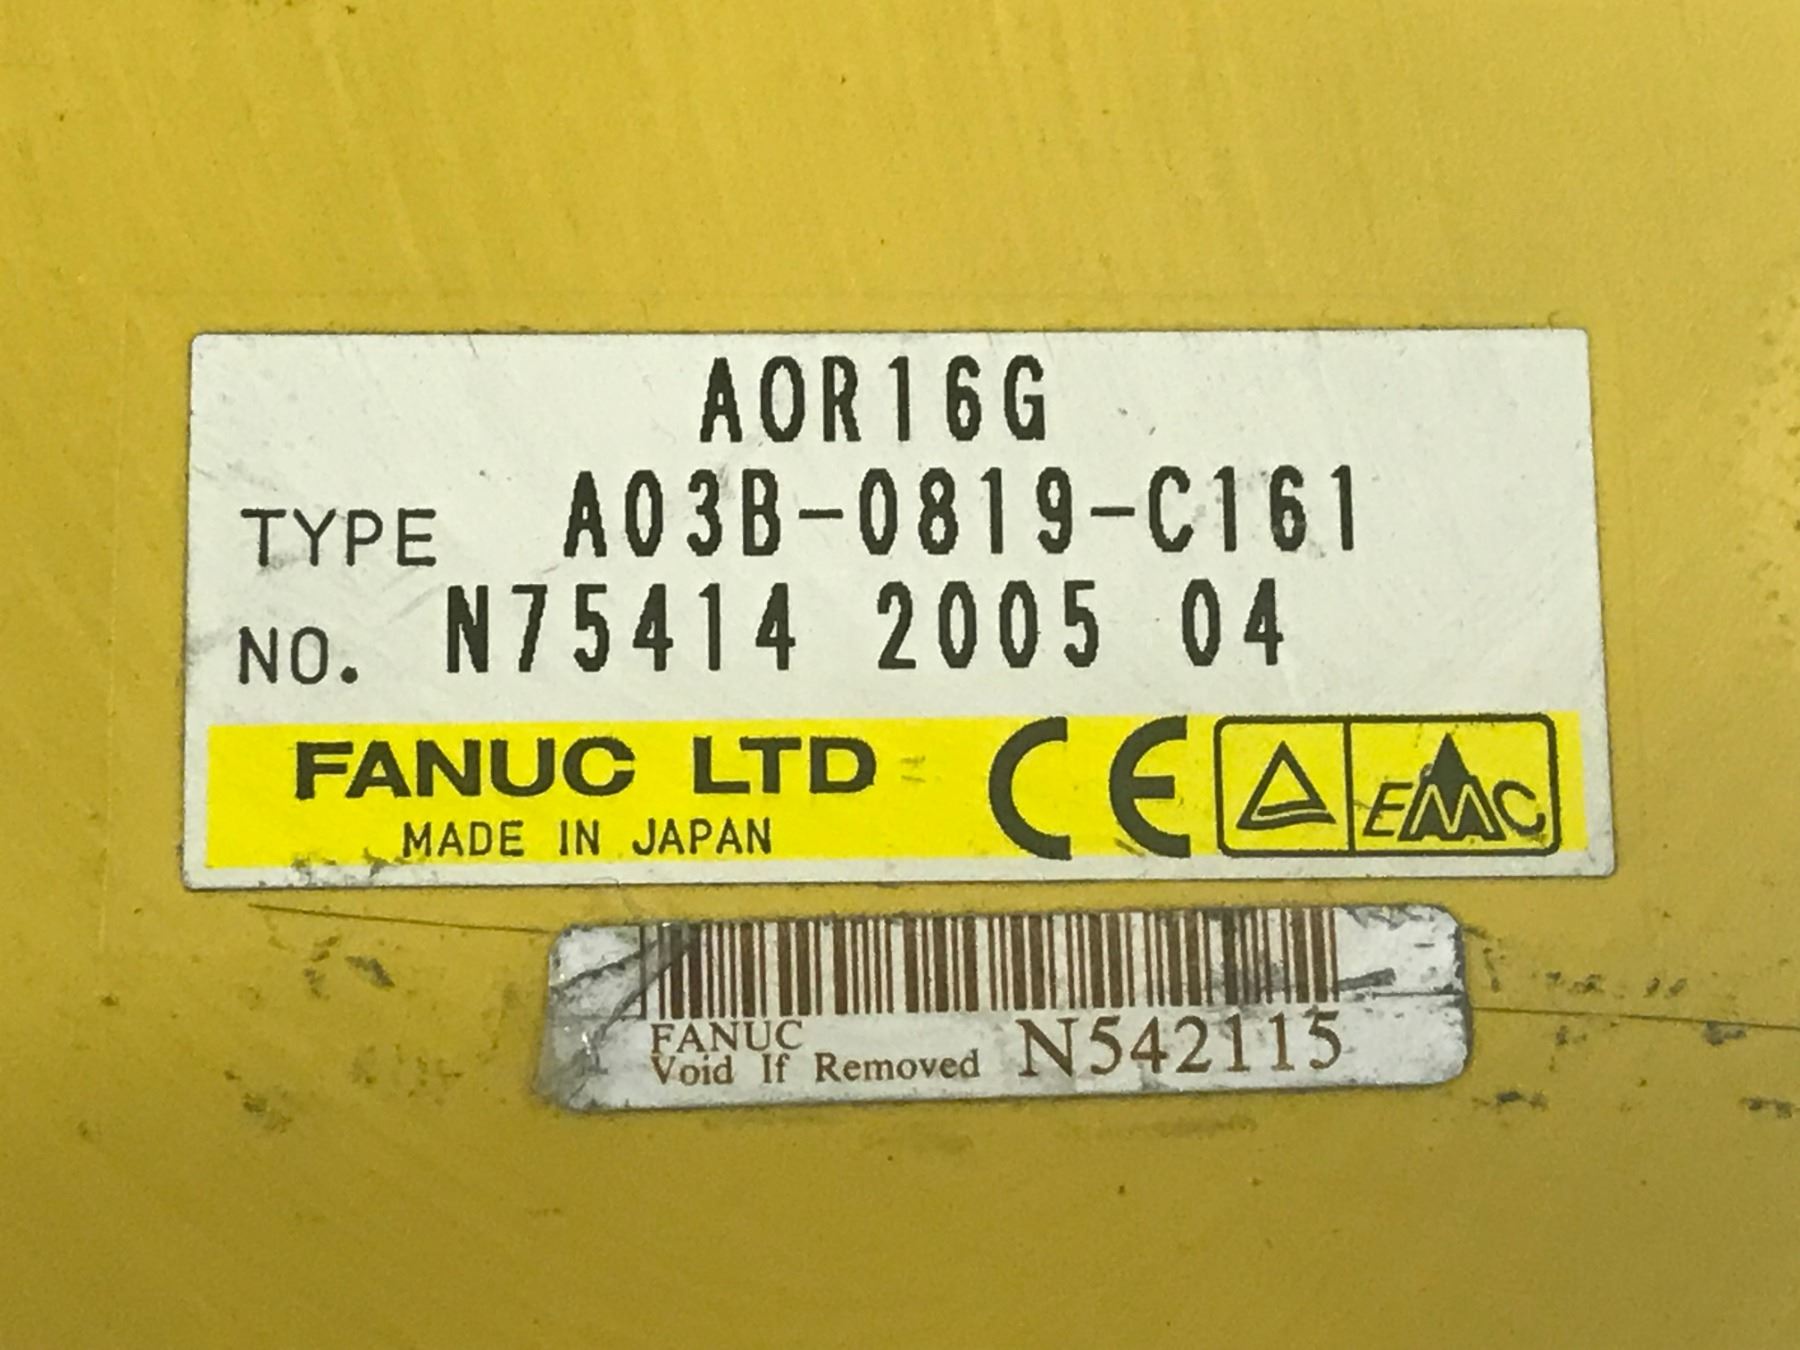 AOR16G
TYPE A03B-0819-C161
NO. N75414 2005 04
FANUC LTD CE EMC
MADE IN JAPAN
FANUC
Void If Removed N542115